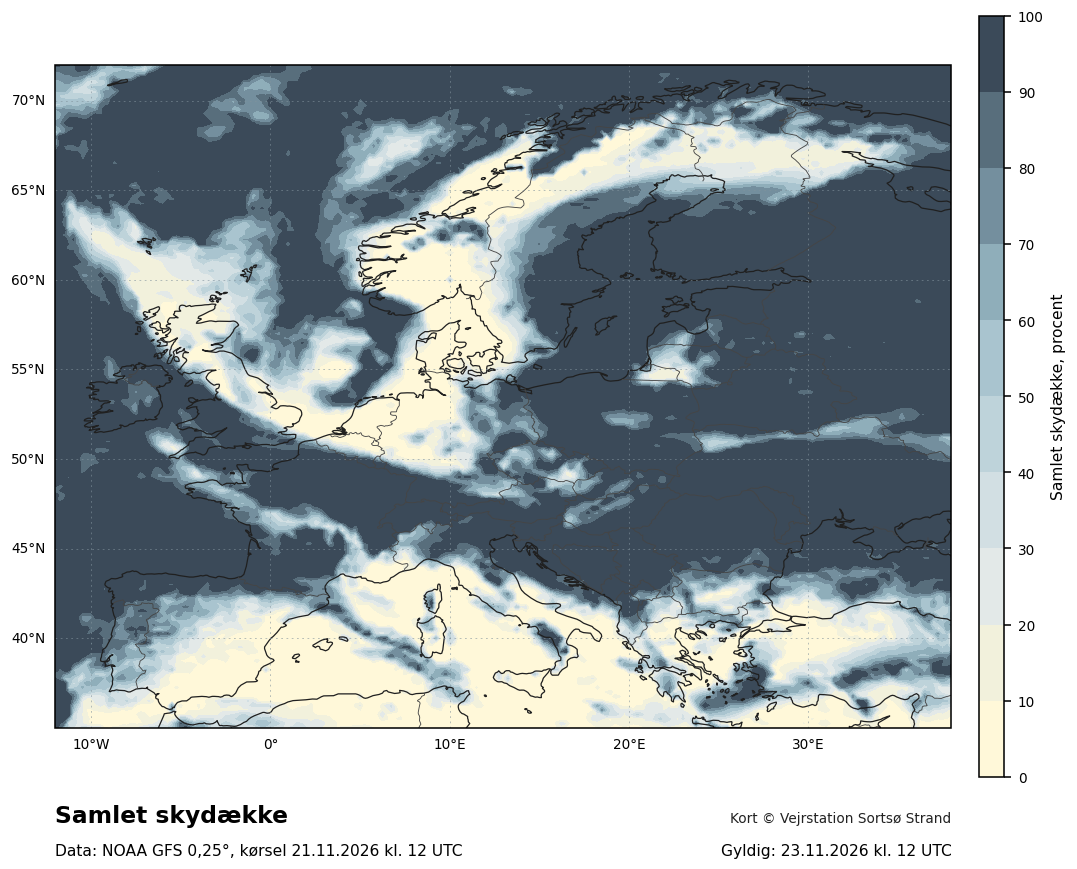 70°N
65°N
60°N
55°N
50°N
45°N
40°N
10°W
0°
10°E
20°E
30°E
100
90
80
70
60
50
40
30
20
10
0
Samlet skydække, procent
Samlet skydække
Kort © Vejrstation Sortsø Strand
Data: NOAA GFS 0,25°, kørsel 21.11.2026 kl. 12 UTC
Gyldig: 23.11.2026 kl. 12 UTC